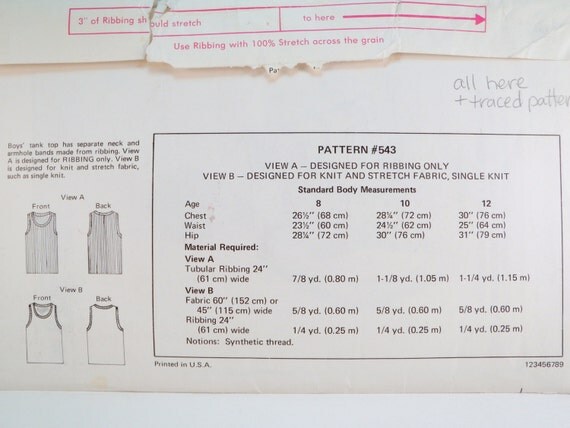 3" of Ribbing should stretch
to here
Use Ribbing with 100% Stretch across the grain
all here
+ traced pattern
Boys' tank top has separate neck and
armhole bands made from ribbing. View
A is designed for RIBBING only. View B
is designed for knit and stretch fabric,
such as single knit.
View A
Front Back
View B
Front Back
PATTERN #543
VIEW A – DESIGNED FOR RIBBING ONLY
VIEW B – DESIGNED FOR KNIT AND STRETCH FABRIC, SINGLE KNIT
Standard Body Measurements
Age 8 10 12
Chest 26½" (68 cm) 28¼" (72 cm) 30" (76 cm)
Waist 23½" (60 cm) 24½" (62 cm) 25" (64 cm)
Hip 28¼" (72 cm) 30" (76 cm) 31" (79 cm)
Material Required:
View A
Tubular Ribbing 24"
(61 cm) wide 7/8 yd. (0.80 m) 1-1/8 yd. (1.05 m) 1-1/4 yd. (1.15 m)
View B
Fabric 60" (152 cm) or
45" (115 cm) wide 5/8 yd. (0.60 m) 5/8 yd. (0.60 m) 5/8 yd. (0.60 m)
Ribbing 24"
(61 cm) wide 1/4 yd. (0.25 m) 1/4 yd. (0.25 m) 1/4 yd. (0.25 m)
Notions: Synthetic thread.
Printed in U.S.A. 123456789